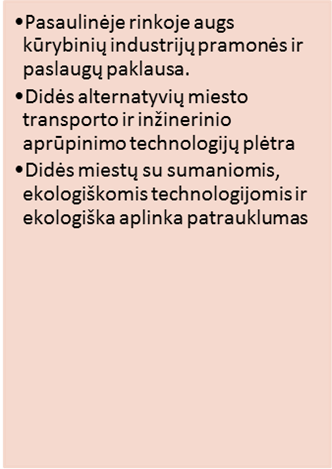 •Pasaulinėje rinkoje augs
kūrybinių industrijų pramonės ir
paslaugų paklausa.
•Didės alternatyvių miesto
transporto ir inžinerinio
aprūpinimo technologijų plėtra
•Didės miestų su sumaniomis,
ekologiškomis technologijomis ir
ekologiška aplinka patrauklumas